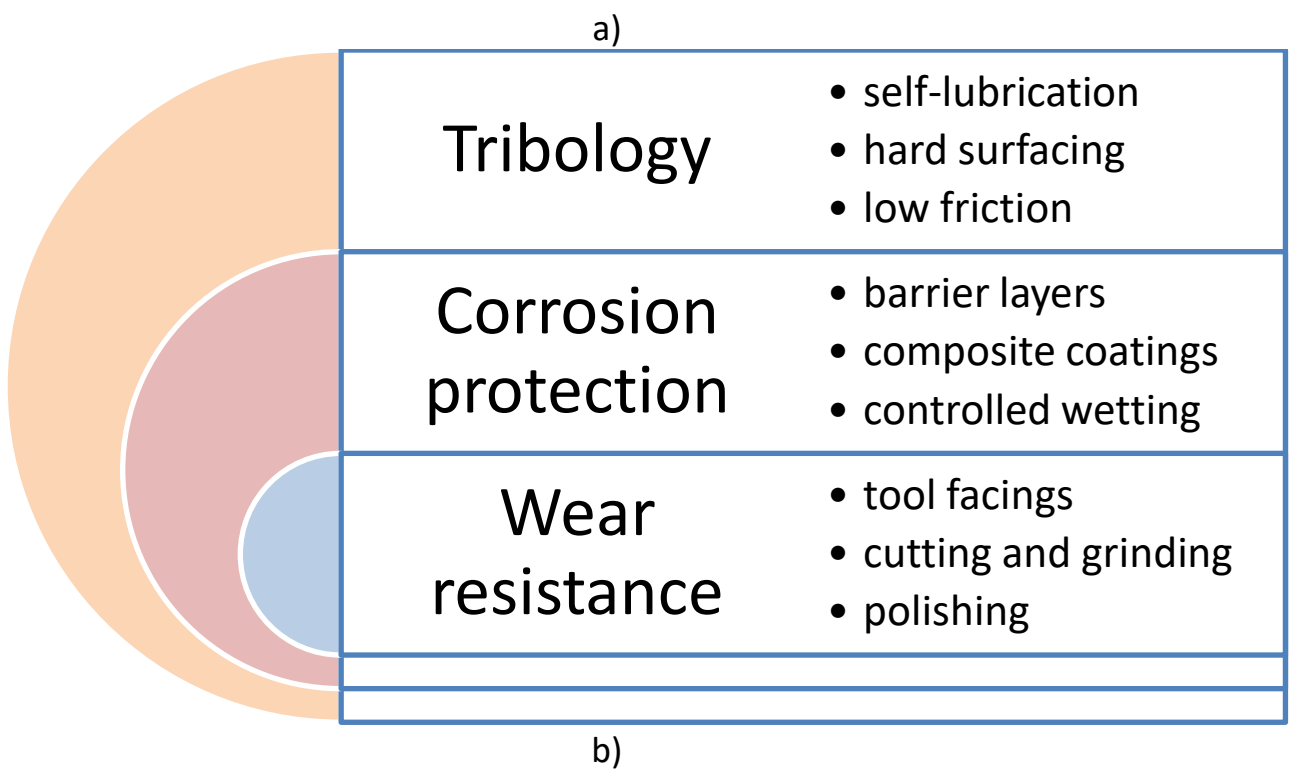 a)
Tribology
• self-lubrication
• hard surfacing
• low friction
Corrosion
protection
• barrier layers
• composite coatings
• controlled wetting
Wear
resistance
• tool facings
• cutting and grinding
• polishing
b)